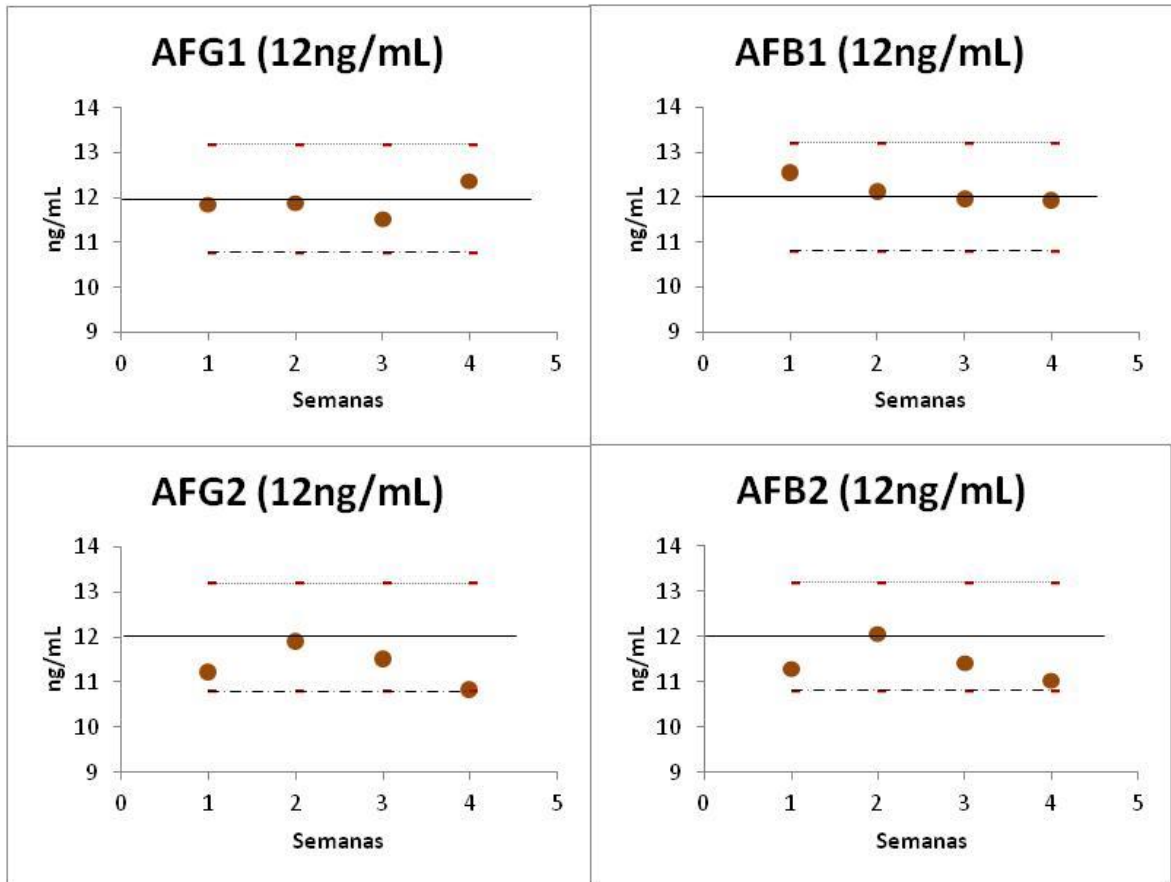 AFG1 (12ng/mL)
14
13
12
11
10
9
ng/mL
0 1 2 3 4 5
Semanas
AFB1 (12ng/mL)
14
13
12
11
10
9
ng/mL
0 1 2 3 4 5
Semanas
AFG2 (12ng/mL)
14
13
12
11
10
9
ng/mL
0 1 2 3 4 5
Semanas
AFB2 (12ng/mL)
14
13
12
11
10
9
ng/mL
0 1 2 3 4 5
Semanas